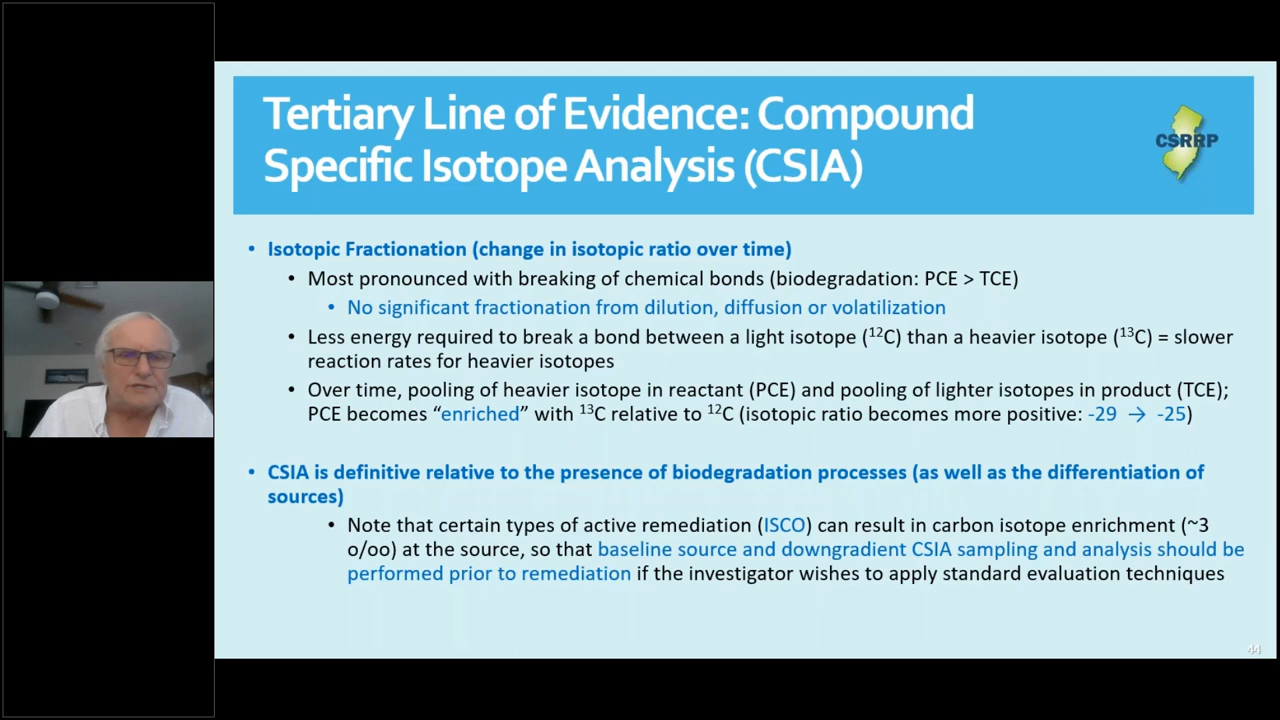 Tertiary Line of Evidence: Compound
Specific Isotope Analysis (CSIA)
CSRRP
• Isotopic Fractionation (change in isotopic ratio over time)
• Most pronounced with breaking of chemical bonds (biodegradation: PCE > TCE)
• No significant fractionation from dilution, diffusion or volatilization
• Less energy required to break a bond between a light isotope (¹²C) than a heavier isotope (¹³C) = slower
reaction rates for heavier isotopes
• Over time, pooling of heavier isotope in reactant (PCE) and pooling of lighter isotopes in product (TCE);
PCE becomes “enriched” with ¹³C relative to ¹²C (isotopic ratio becomes more positive: -29 → -25)
• CSIA is definitive relative to the presence of biodegradation processes (as well as the differentiation of
sources)
• Note that certain types of active remediation (ISCO) can result in carbon isotope enrichment (~3
o/oo) at the source, so that baseline source and downgradient CSIA sampling and analysis should be
performed prior to remediation if the investigator wishes to apply standard evaluation techniques
44